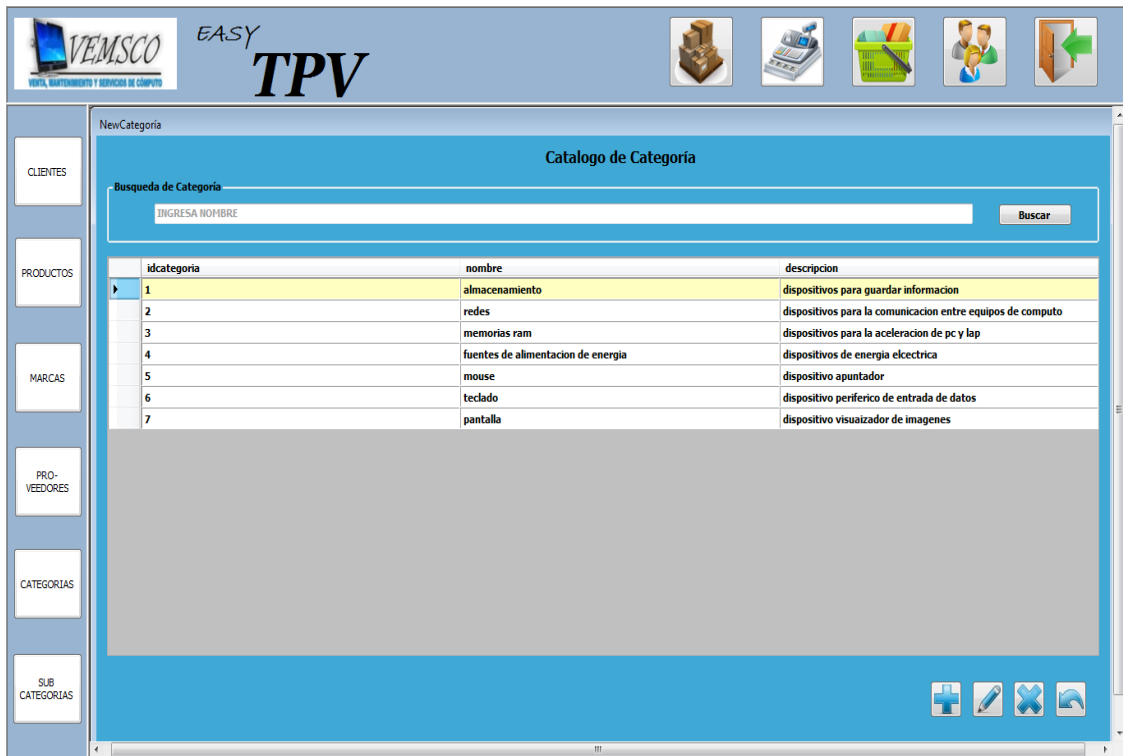 VEMSCO
VENTA, MANTENIMIENTO Y SERVICIOS DE CÓMPUTO
EASY
TPV
CLIENTES
PRODUCTOS
MARCAS
PRO-
VEEDORES
CATEGORIAS
SUB
CATEGORIAS
NewCategoría
Catalogo de Categoría
Busqueda de Categoría
INGRESA NOMBRE
Buscar
idcategoria nombre descripcion
1 almacenamiento dispositivos para guardar informacion
2 redes dispositivos para la comunicacion entre equipos de computo
3 memorias ram dispositivos para la aceleracion de pc y lap
4 fuentes de alimentacion de energia dispositivos de energia elcectrica
5 mouse dispositivo apuntador
6 teclado dispositivo periferico de entrada de datos
7 pantalla dispositivo visuaizador de imagenes